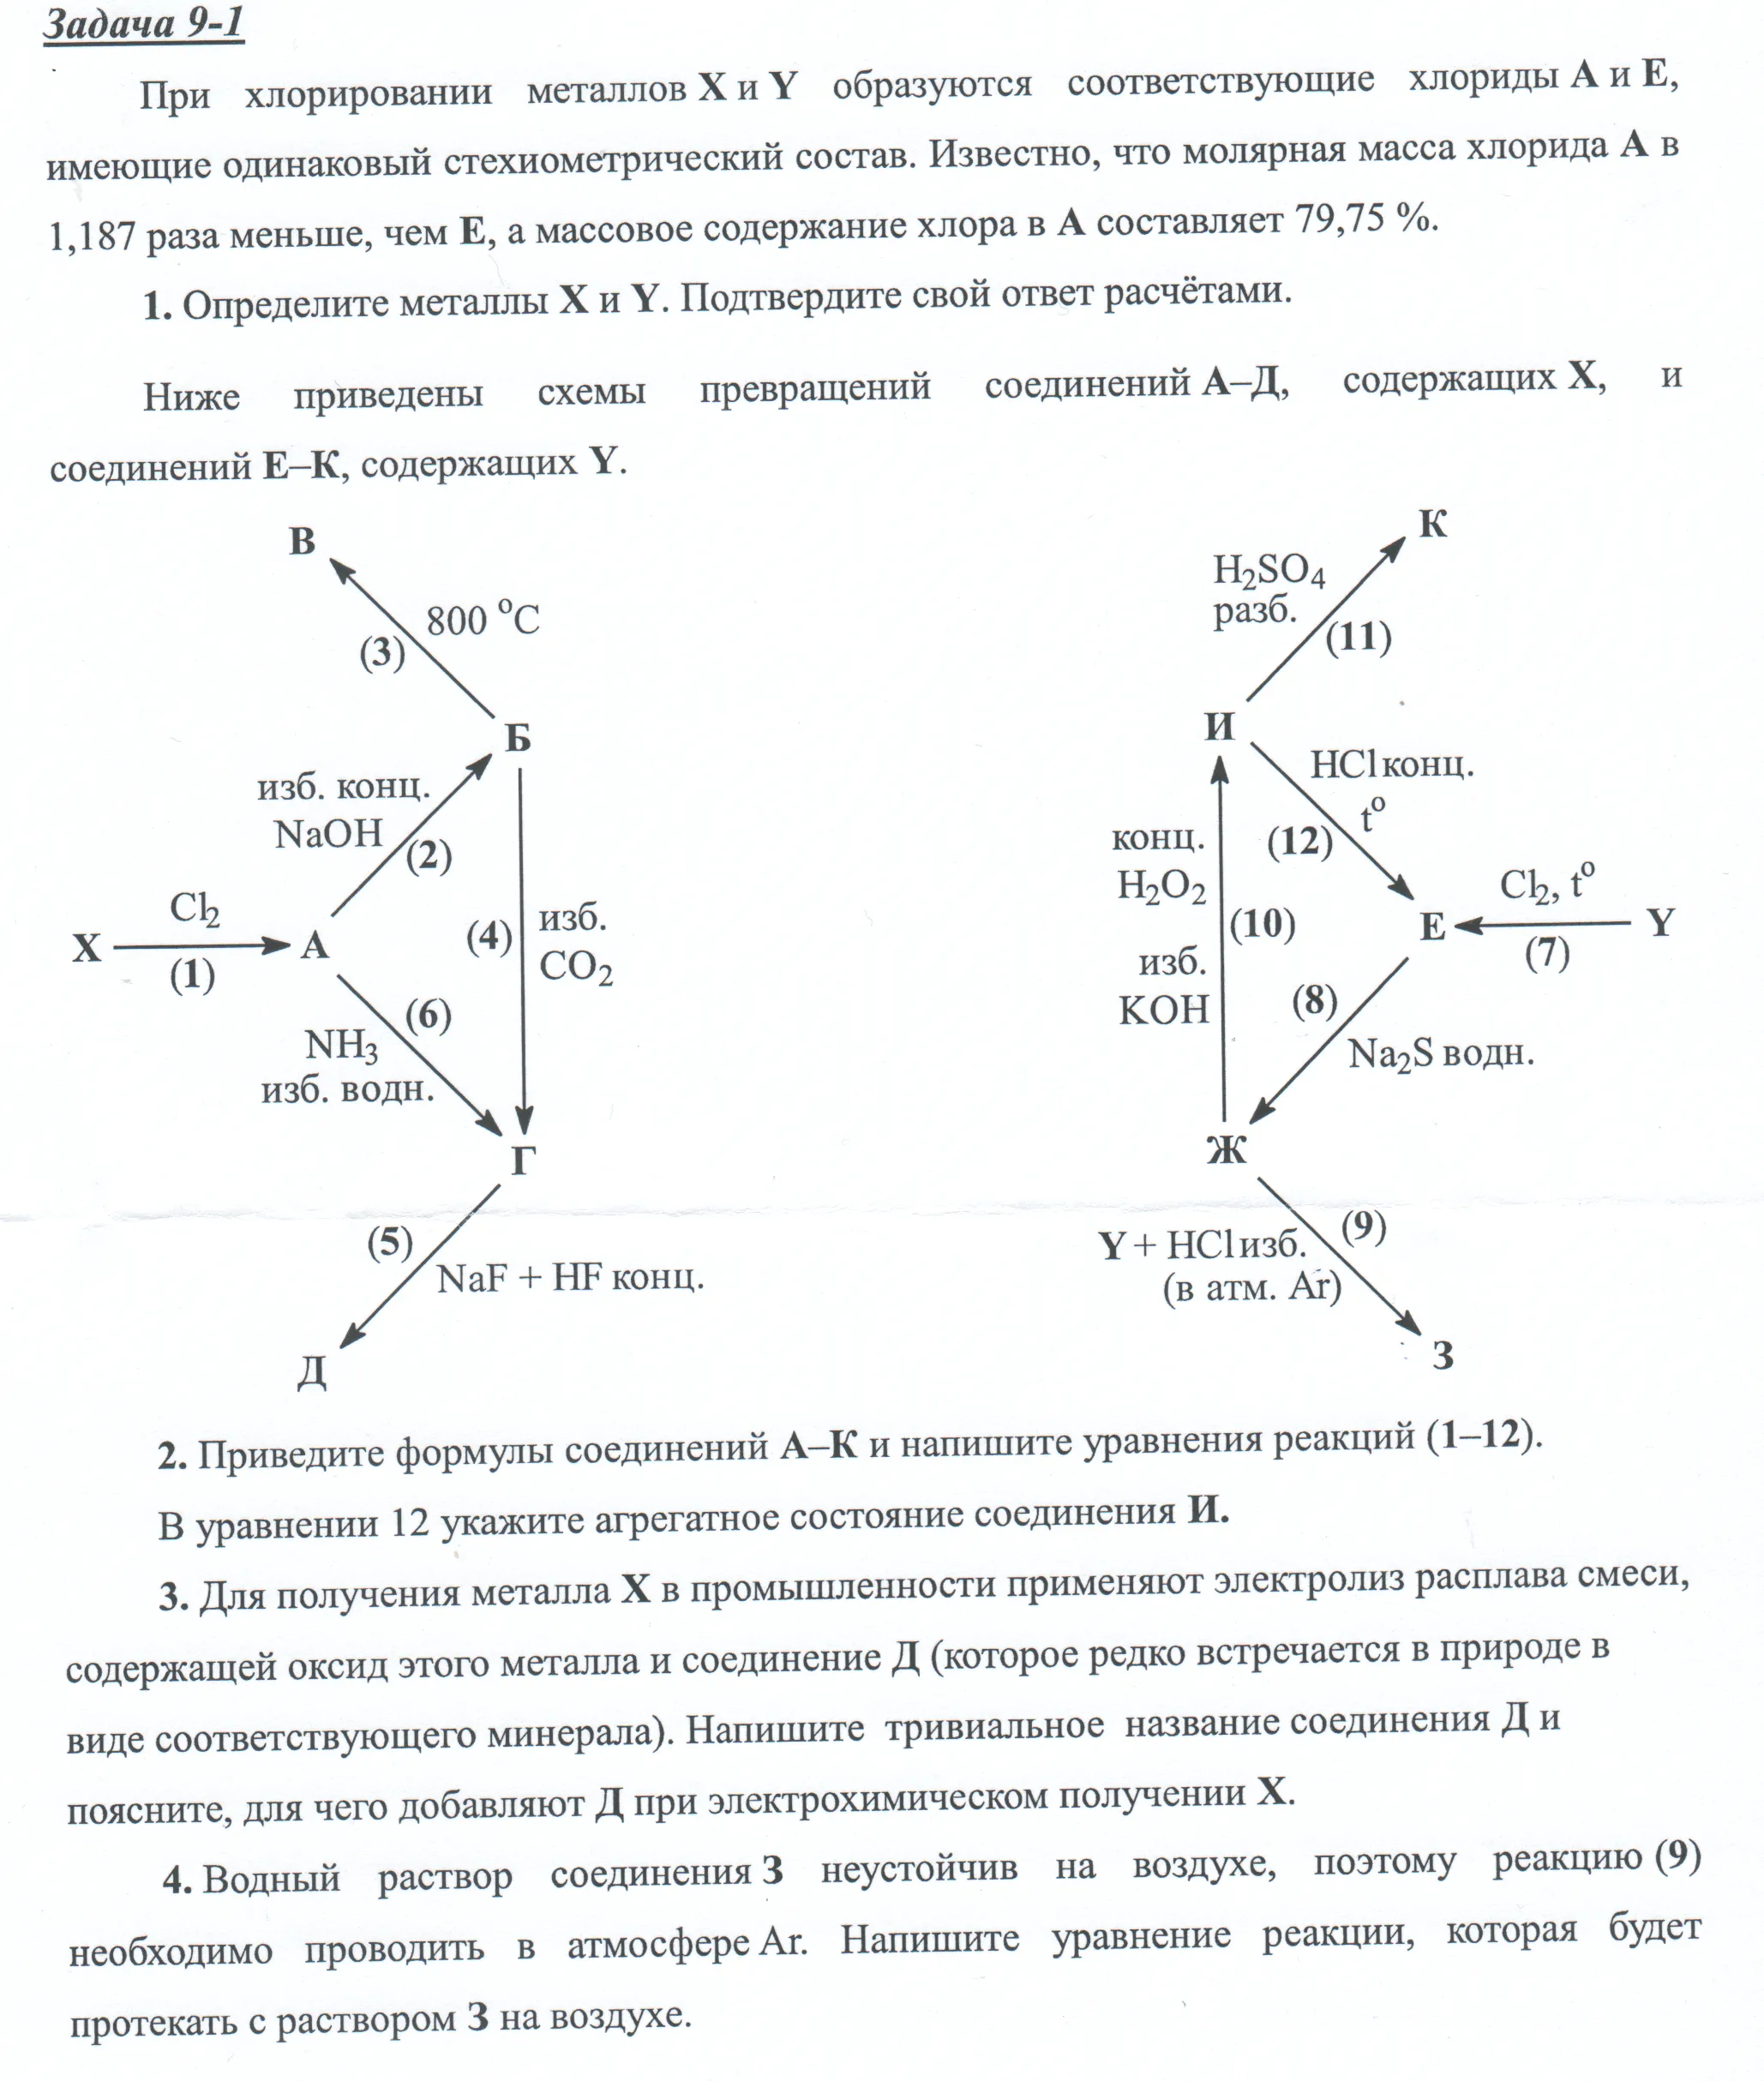 Задача 9-1
При хлорировании металлов X и Y образуются соответствующие хлориды А и Е,
имеющие одинаковый стехиометрический состав. Известно, что молярная масса хлорида А в
1,187 раза меньше, чем Е, а массовое содержание хлора в А составляет 79,75 %.
1. Определите металлы X и Y. Подтвердите свой ответ расчётами.
Ниже приведены схемы превращений соединений А–Д, содержащих X, и
соединений Е–К, содержащих Y.
В
800 °C
(3)
Б
изб. конц.
NaOH
(2)
Cl2
X
(1)
А
(4)
изб.
CO2
(6)
NH3
изб. водн.
Г
(5)
NaF + HF конц.
Д
К
H2SO4
разб.
(11)
И
HCl конц.
t°
(12)
конц.
H2O2
(10)
изб.
KOH
Cl2, t°
Е
Y
(7)
(8)
Na2S водн.
Ж
(9)
Y + HCl изб.
(в атм. Ar)
З
2. Приведите формулы соединений А–К и напишите уравнения реакций (1–12).
В уравнении 12 укажите агрегатное состояние соединения И.
3. Для получения металла X в промышленности применяют электролиз расплава смеси,
содержащей оксид этого металла и соединение Д (которое редко встречается в природе в
виде соответствующего минерала). Напишите тривиальное название соединения Д и
поясните, для чего добавляют Д при электрохимическом получении X.
4. Водный раствор соединения З неустойчив на воздухе, поэтому реакцию (9)
необходимо проводить в атмосфере Ar. Напишите уравнение реакции, которая будет
протекать с раствором З на воздухе.